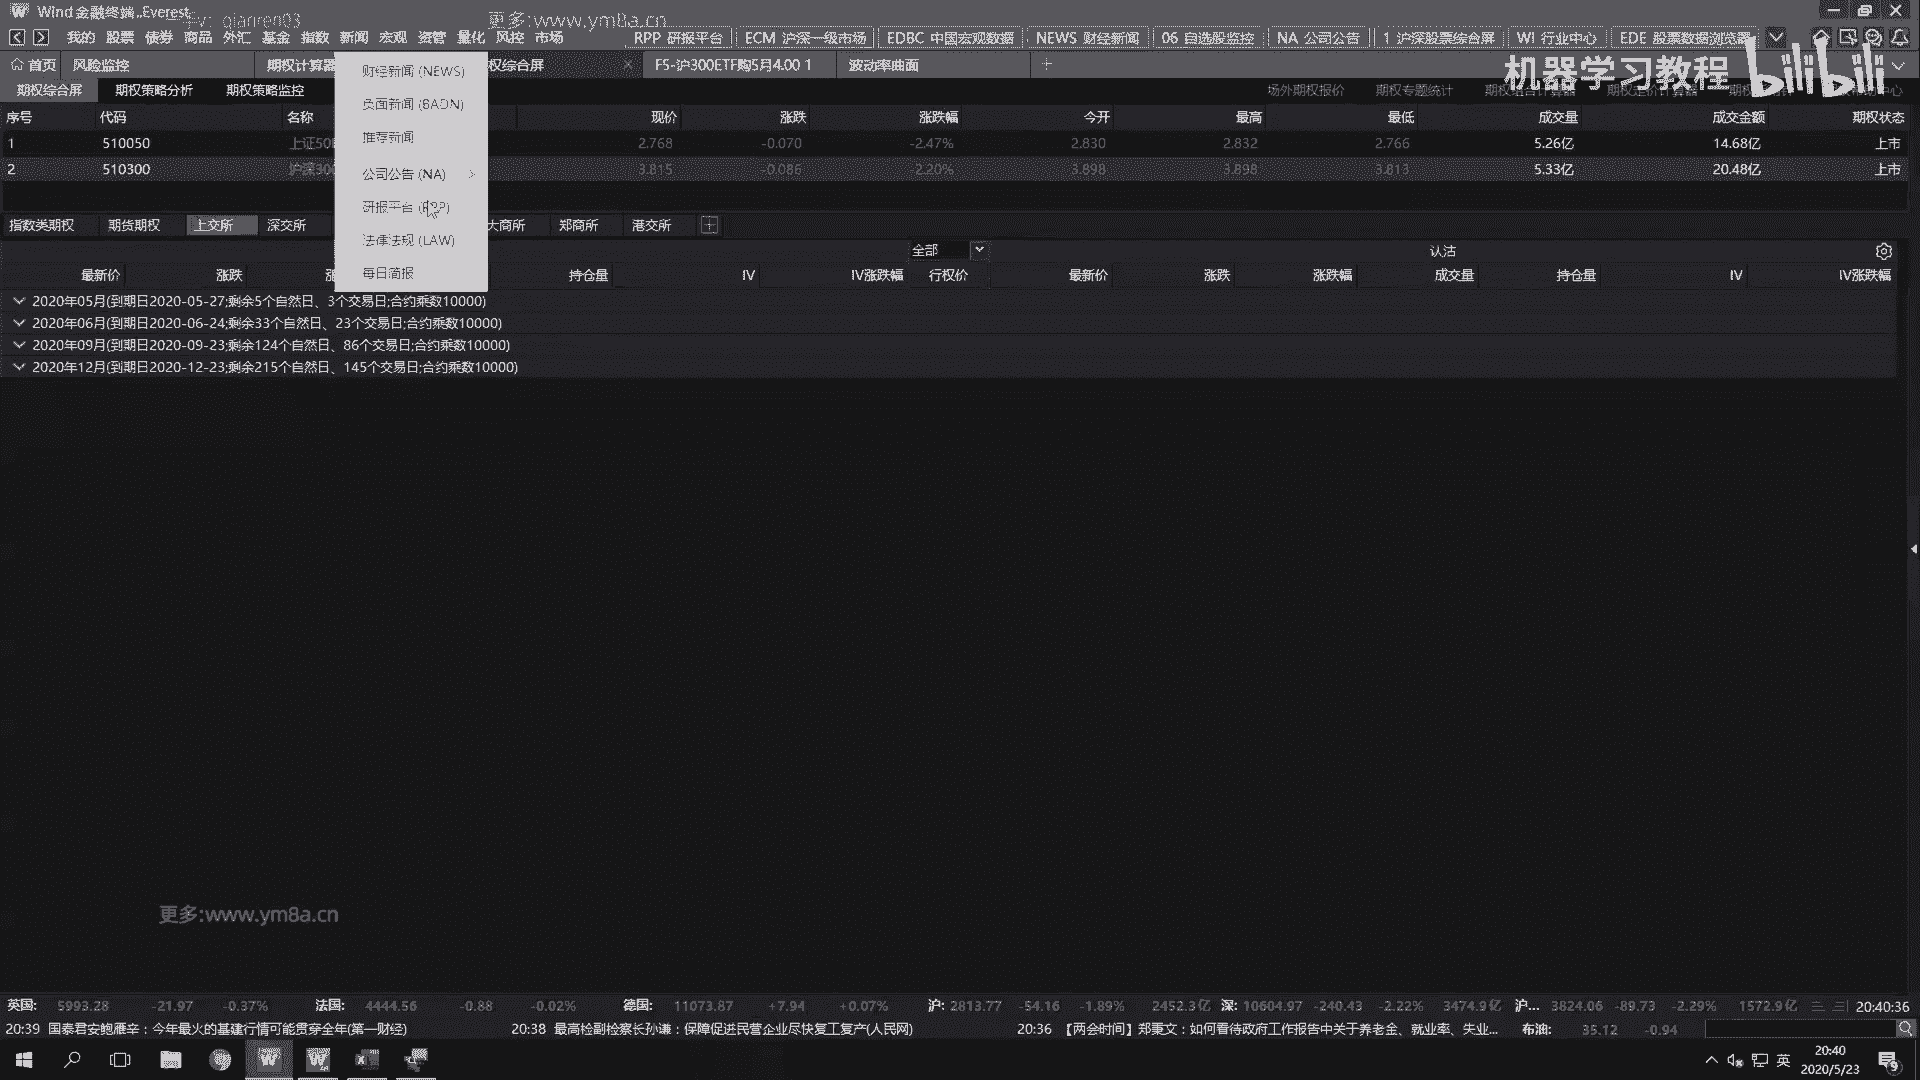 Wind 金融终端..Everest
qianren03
更多:www.ym8a.cn
我的 股票 债券 商品 外汇 基金 指数 新闻 宏观 资管 量化 风控 市场
RPP 研报平台 ECM 沪深一级市场 EDBC 中国宏观数据 NEWS 财经新闻 06 自选股监控 NA 公司公告 1 沪深股票综合屏 WI 行业中心 EDE 股票数据浏览器
首页 风险监控 期权计算器 权综合屏 F5-沪300ETF购5月4.00 1 波动率曲面
机器学习教程 bilibili
期权综合屏 期权策略分析 期权策略监控 场外期权报价 期权专题统计
财经新闻 (NEWS)
负面新闻 (BADN)
推荐新闻
公司公告 (NA)
研报平台
法律法规 (LAW)
每日简报
序号 代码 名称 现价 涨跌 涨跌幅 今开 最高 最低 成交量 成交金额 期权状态
1 510050 上证50 2.768 -0.070 -2.47% 2.830 2.832 2.766 5.26亿 14.68亿 上市
2 510300 沪深300 3.815 -0.086 -2.20% 3.898 3.898 3.813 5.33亿 20.48亿 上市
指数类期权 期货期权 上交所 深交所 大商所 郑商所 港交所
全部 认沽
最新价 涨跌 持仓量 IV IV涨跌幅 行权价 最新价 涨跌 涨跌幅 成交量 持仓量 IV IV涨跌幅
2020年05月(到期日2020-05-27;剩余5个自然日、3个交易日;合约乘数10000)
2020年06月(到期日2020-06-24;剩余33个自然日、23个交易日;合约乘数10000)
2020年09月(到期日2020-09-23;剩余124个自然日、86个交易日;合约乘数10000)
2020年12月(到期日2020-12-23;剩余215个自然日、145个交易日;合约乘数10000)
更多:www.ym8a.cn
英国: 5993.28 -21.97 -0.37% 法国: 4444.56 -0.88 -0.02% 德国: 11073.87 +7.94 +0.07% 沪: 2813.77 -54.16 -1.89% 2452.3亿 深: 10604.97 -240.43 -2.22% 3474.9亿 沪... 3824.06 -89.73 -2.29% 1572.9亿 20:40:36
20:39 国泰君安鲍雁辛：今年最火的基建行情可能贯穿全年(第一财经) 20:38 最高检副检察长孙谦：保障促进民营企业尽快复工复产(人民网) 20:36 【两会时间】郑秉文：如何看待政府工作报告中关于养老金、就业率、失业... 布油: 35.12 -0.94
英 20:40
2020/5/23